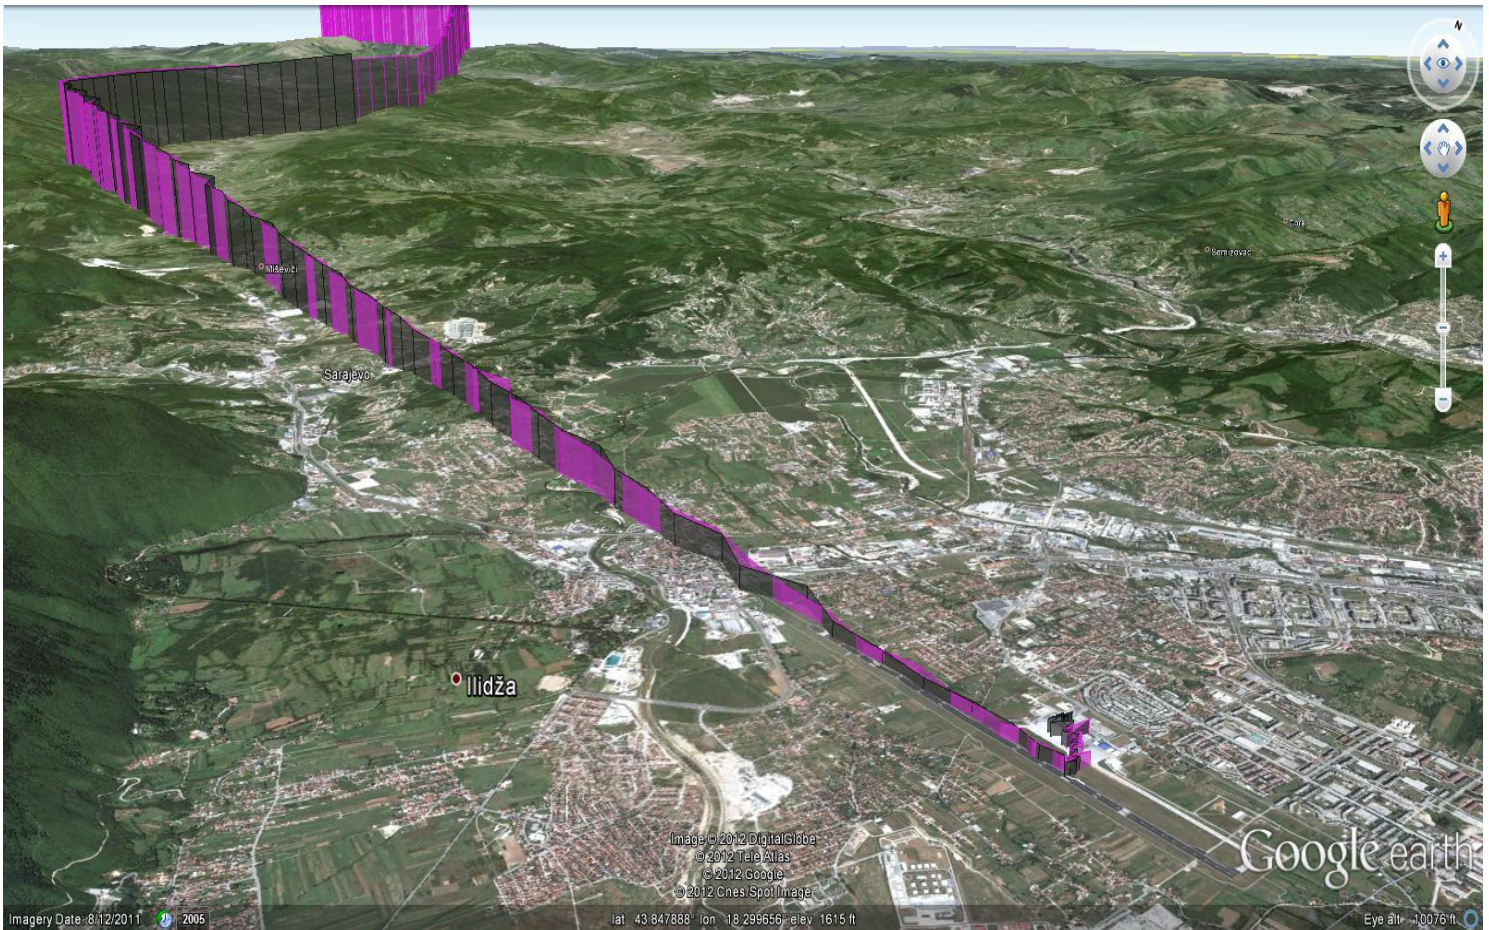 N
Zora
Semizovac
Miševići
Sarajevo
Ilidža
Image © 2012 DigitalGlobe
© 2012 Tele Atlas
© 2012 Google
© 2012 Cnes/Spot Image
Google earth
Imagery Date: 8/12/2011
2005
lat 43.847888° lon 18.299656° elev 1615 ft
Eye alt 10076 ft